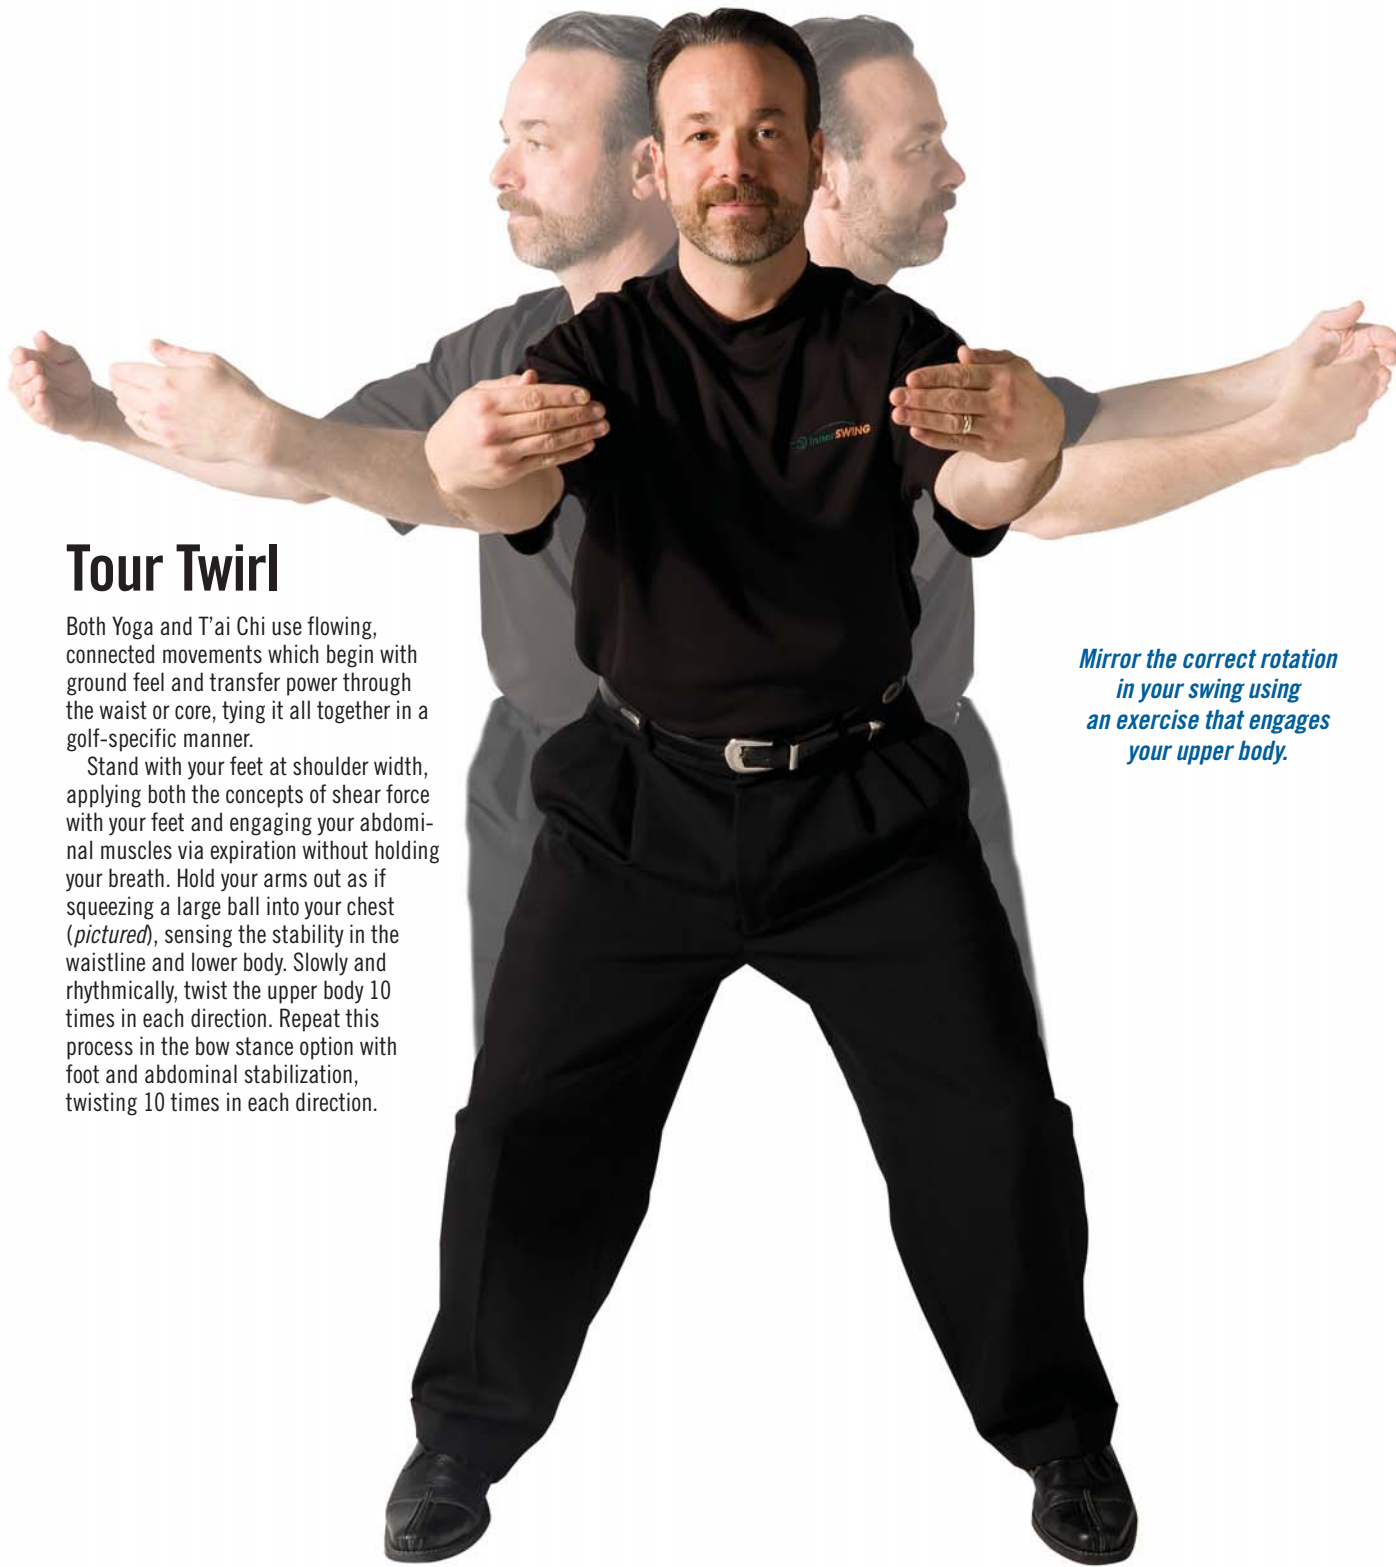 InnerSWING
Tour Twirl
Both Yoga and T’ai Chi use flowing,
connected movements which begin with
ground feel and transfer power through
the waist or core, tying it all together in a
golf-specific manner.
Stand with your feet at shoulder width,
applying both the concepts of shear force
with your feet and engaging your abdomi-
nal muscles via expiration without holding
your breath. Hold your arms out as if
squeezing a large ball into your chest
(pictured), sensing the stability in the
waistline and lower body. Slowly and
rhythmically, twist the upper body 10
times in each direction. Repeat this
process in the bow stance option with
foot and abdominal stabilization,
twisting 10 times in each direction.
Mirror the correct rotation
in your swing using
an exercise that engages
your upper body.